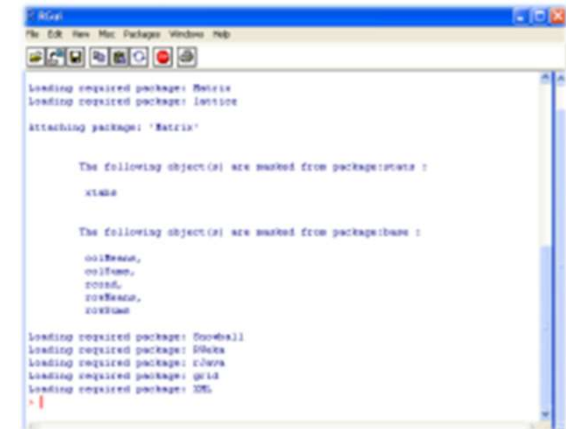 RGui
File Edit View Misc Packages Windows Help
Loading required package: Matrix
Loading required package: lattice
Attaching package: 'Matrix'
The following object(s) are masked from package:stats :
xtabs
The following object(s) are masked from package:base :
colMeans,
colSums,
rcond,
rowMeans,
rowSums
Loading required package: Snowball
Loading required package: RWeka
Loading required package: rJava
Loading required package: grid
Loading required package: XML
>